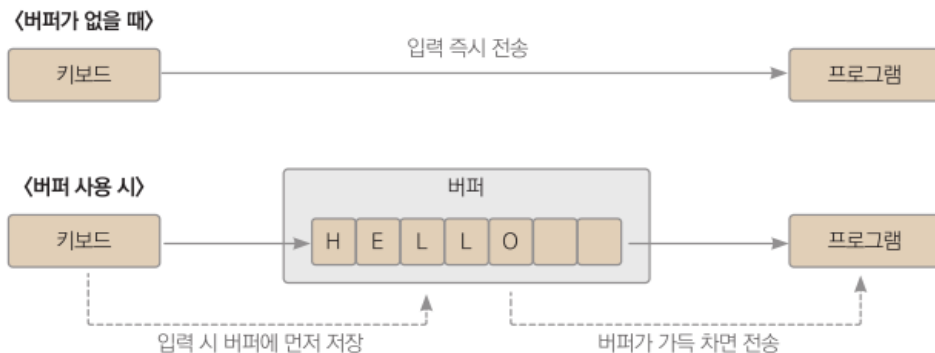 〈버퍼가 없을 때〉
키보드
입력 즉시 전송
프로그램
〈버퍼 사용 시〉
버퍼
키보드
H E L L O
프로그램
입력 시 버퍼에 먼저 저장
버퍼가 가득 차면 전송